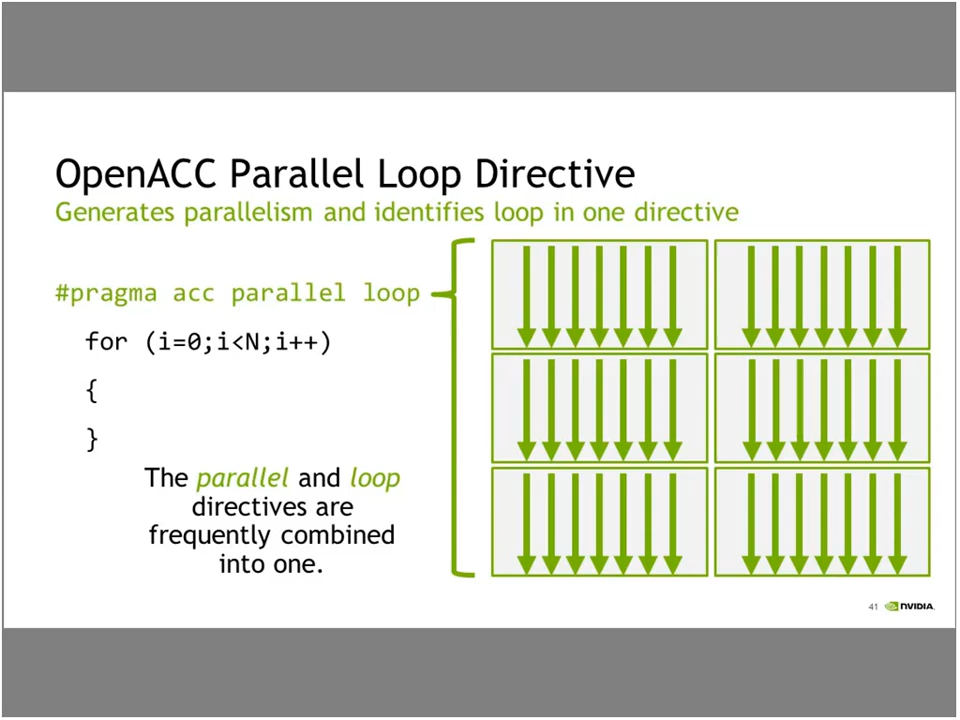 OpenACC Parallel Loop Directive
Generates parallelism and identifies loop in one directive
#pragma acc parallel loop
for (i=0;i<N;i++)
{
}
The parallel and loop
directives are
frequently combined
into one.
41 NVIDIA.